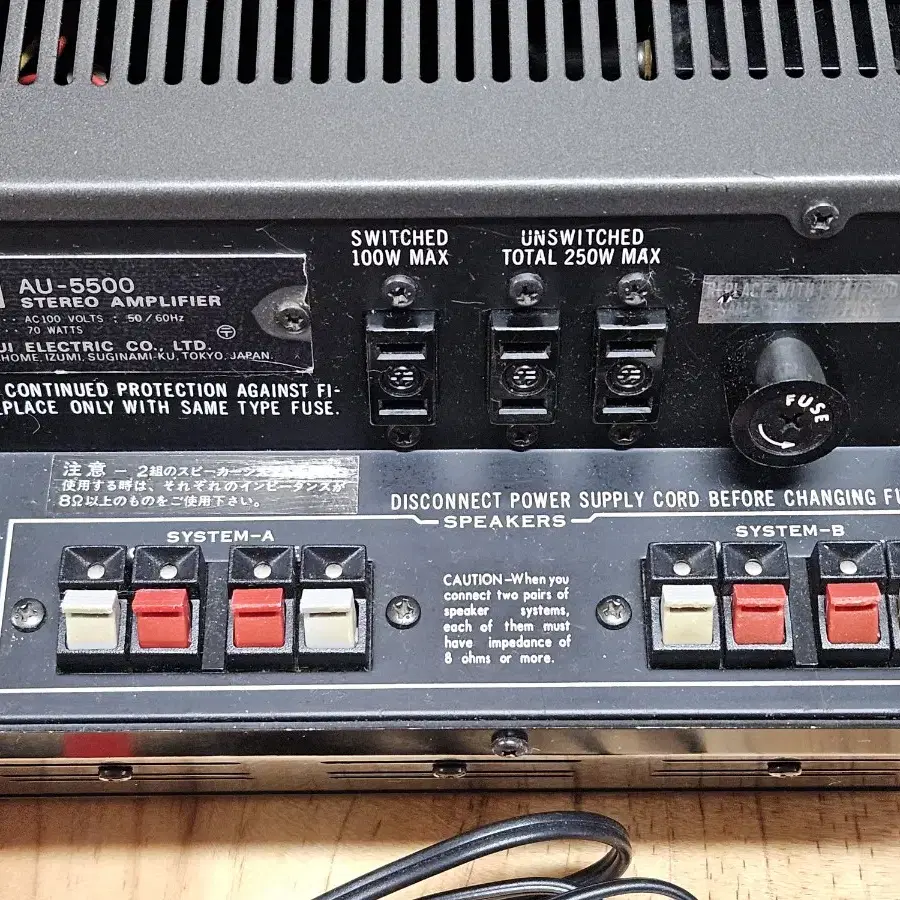 SWITCHED
100W MAX
UNSWITCHED
TOTAL 250W MAX
AU-5500
STEREO AMPLIFIER
AC100 VOLTS : 50/60Hz
70 WATTS
JI ELECTRIC CO., LTD.
EHOME, IZUMI, SUGINAMI-KU, TOKYO, JAPAN.
REPLACE WITH
FUSE
CONTINUED PROTECTION AGAINST FI-
EPLACE ONLY WITH SAME TYPE FUSE.
注意 - 2組のスピーカー
使用する時は、それぞれのインピーダンスが
8Ω以上のものをご使用下さい。
DISCONNECT POWER SUPPLY CORD BEFORE CHANGING FU
SPEAKERS
SYSTEM-A
SYSTEM-B
CAUTION-When you
connect two pairs of
speaker systems,
each of them must
have impedance of
8 ohms or more.